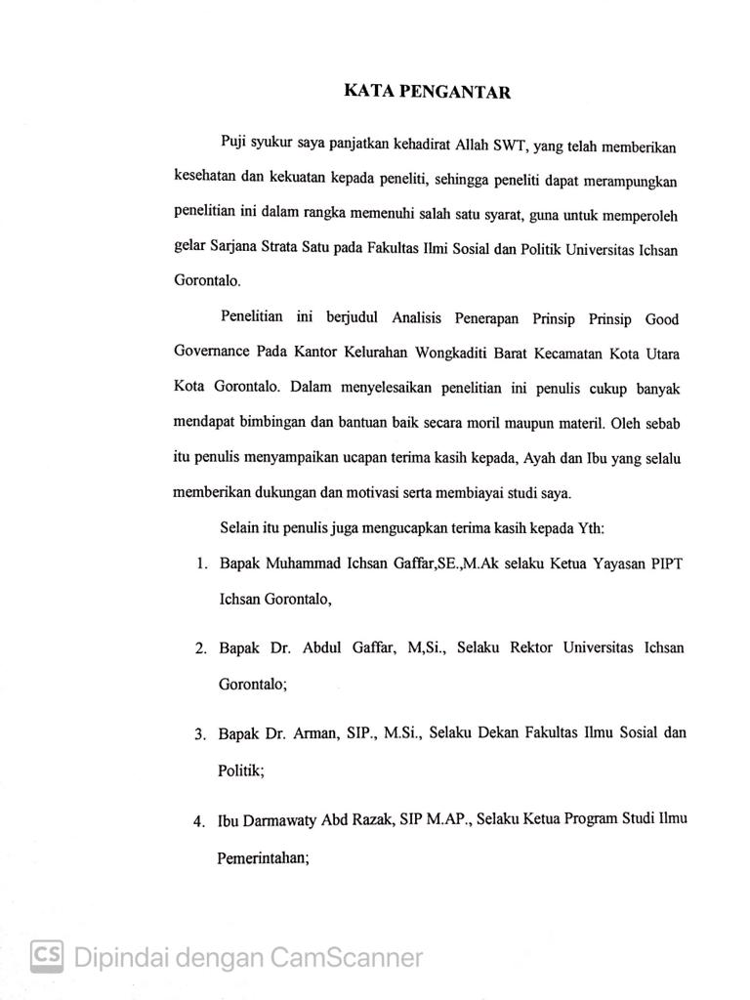 KATA PENGANTAR
Puji syukur saya panjatkan kehadirat Allah SWT, yang telah memberikan
kesehatan dan kekuatan kepada peneliti, sehingga peneliti dapat merampungkan
penelitian ini dalam rangka memenuhi salah satu syarat, guna untuk memperoleh
gelar Sarjana Strata Satu pada Fakultas Ilmi Sosial dan Politik Universitas Ichsan
Gorontalo.
Penelitian ini berjudul Analisis Penerapan Prinsip Prinsip Good
Governance Pada Kantor Kelurahan Wongkaditi Barat Kecamatan Kota Utara
Kota Gorontalo. Dalam menyelesaikan penelitian ini penulis cukup banyak
mendapat bimbingan dan bantuan baik secara moril maupun materil. Oleh sebab
itu penulis menyampaikan ucapan terima kasih kepada, Ayah dan Ibu yang selalu
memberikan dukungan dan motivasi serta membiayai studi saya.
Selain itu penulis juga mengucapkan terima kasih kepada Yth:
1. Bapak Muhammad Ichsan Gaffar,SE.,M.Ak selaku Ketua Yayasan PIPT
Ichsan Gorontalo,
2. Bapak Dr. Abdul Gaffar, M,Si., Selaku Rektor Universitas Ichsan
Gorontalo;
3. Bapak Dr. Arman, SIP., M.Si., Selaku Dekan Fakultas Ilmu Sosial dan
Politik;
4. Ibu Darmawaty Abd Razak, SIP M.AP., Selaku Ketua Program Studi Ilmu
Pemerintahan;
CS Dipindai dengan CamScanner